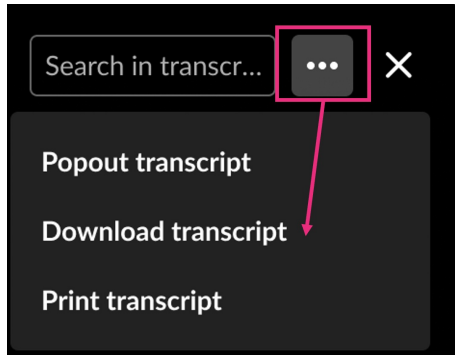 Search in transcr...
Popout transcript
Download transcript
Print transcript